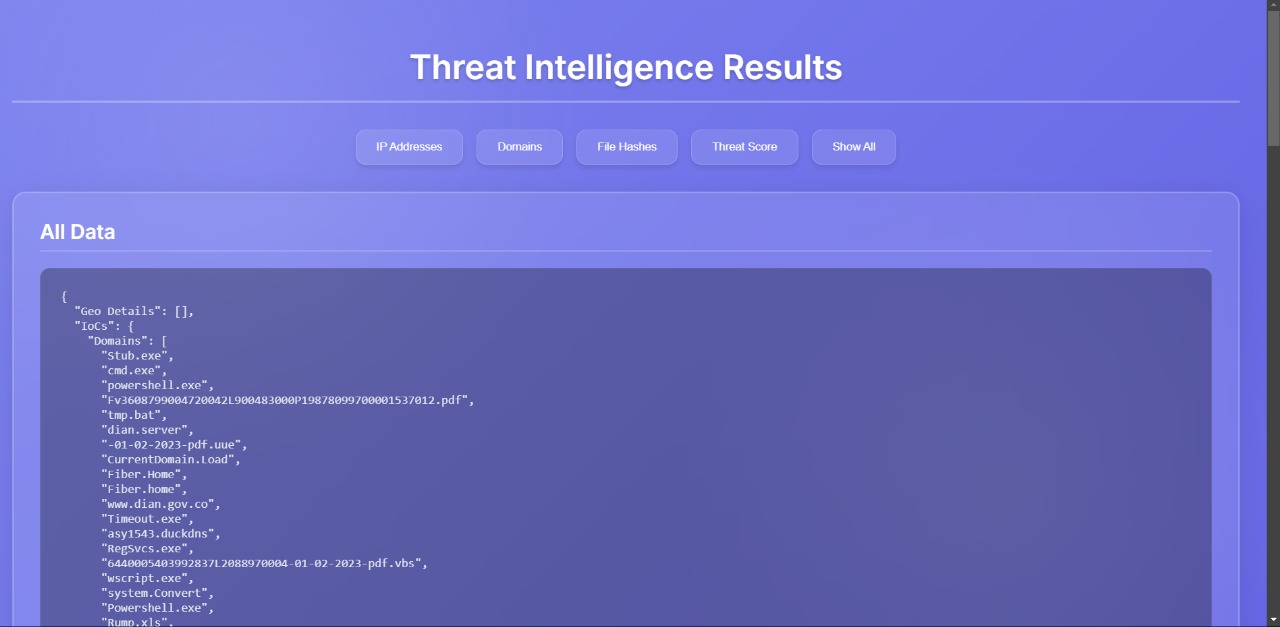 Threat Intelligence Results
IP Addresses Domains File Hashes Threat Score Show All
All Data
{
"Geo Details": [],
"IoCs": {
"Domains": [
"Stub.exe",
"cmd.exe",
"powershell.exe",
"Fv3608799004720042L900483000P19878099700001537012.pdf",
"tmp.bat",
"dian.server",
"-01-02-2023-pdf.uue",
"CurrentDomain.Load",
"Fiber.Home",
"Fiber.home",
"www.dian.gov.co",
"Timeout.exe",
"asy1543.duckdns",
"RegSvcs.exe",
"6440005403992837L2088970004-01-02-2023-pdf.vbs",
"wscript.exe",
"system.Convert",
"Powershell.exe",
"Rump.xls",